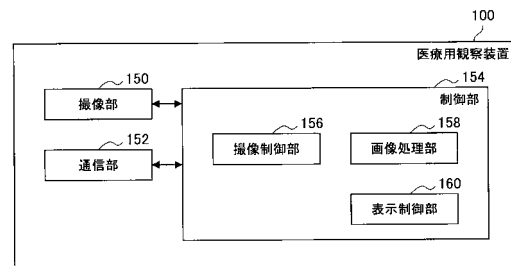 100
医療用観察装置
150
撮像部
152
通信部
154
制御部
156
撮像制御部
158
画像処理部
160
表示制御部